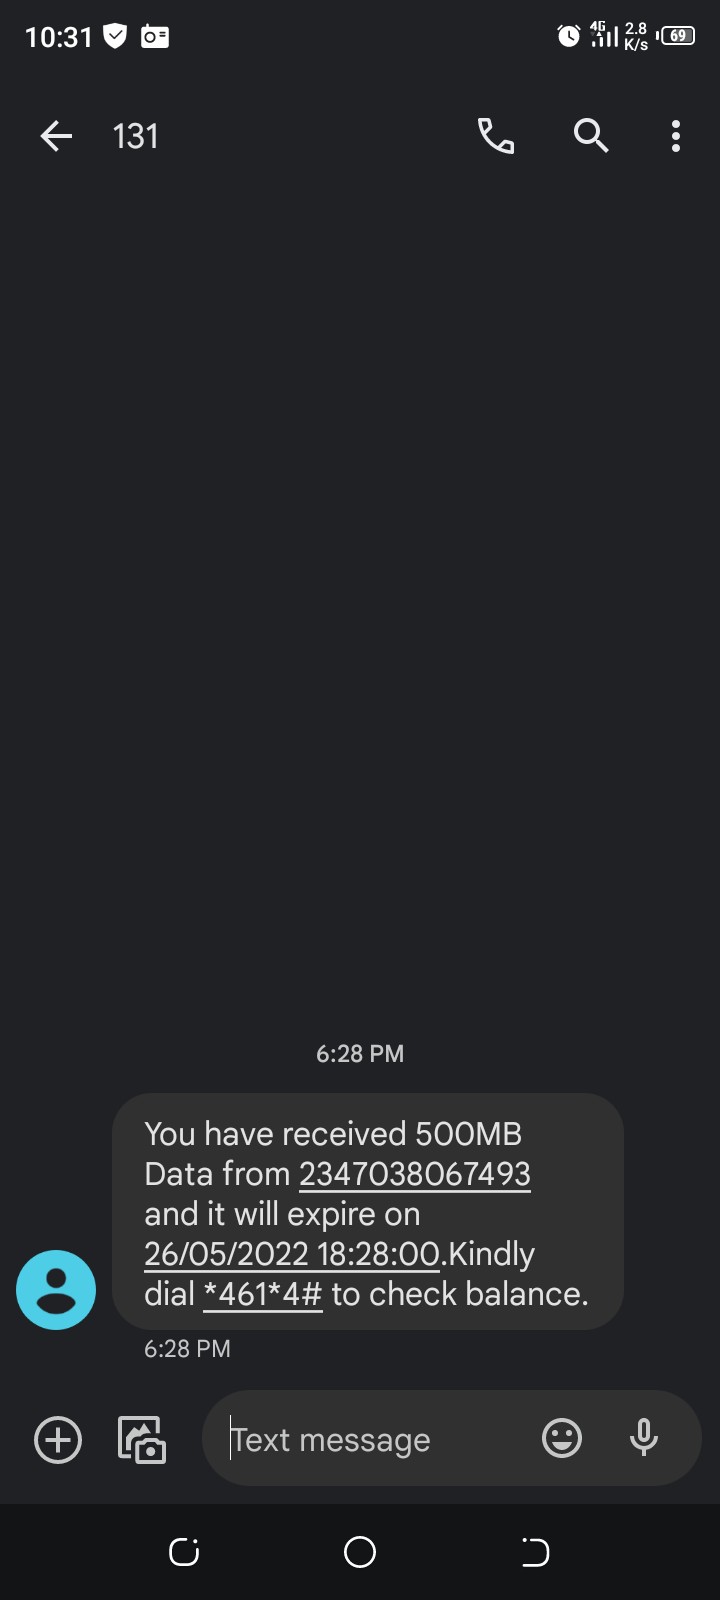 10:31
4G 2.8 K/s 69
131
6:28 PM
You have received 500MB
Data from 2347038067493
and it will expire on
26/05/2022 18:28:00.Kindly
dial *461*4# to check balance.
6:28 PM
Text message